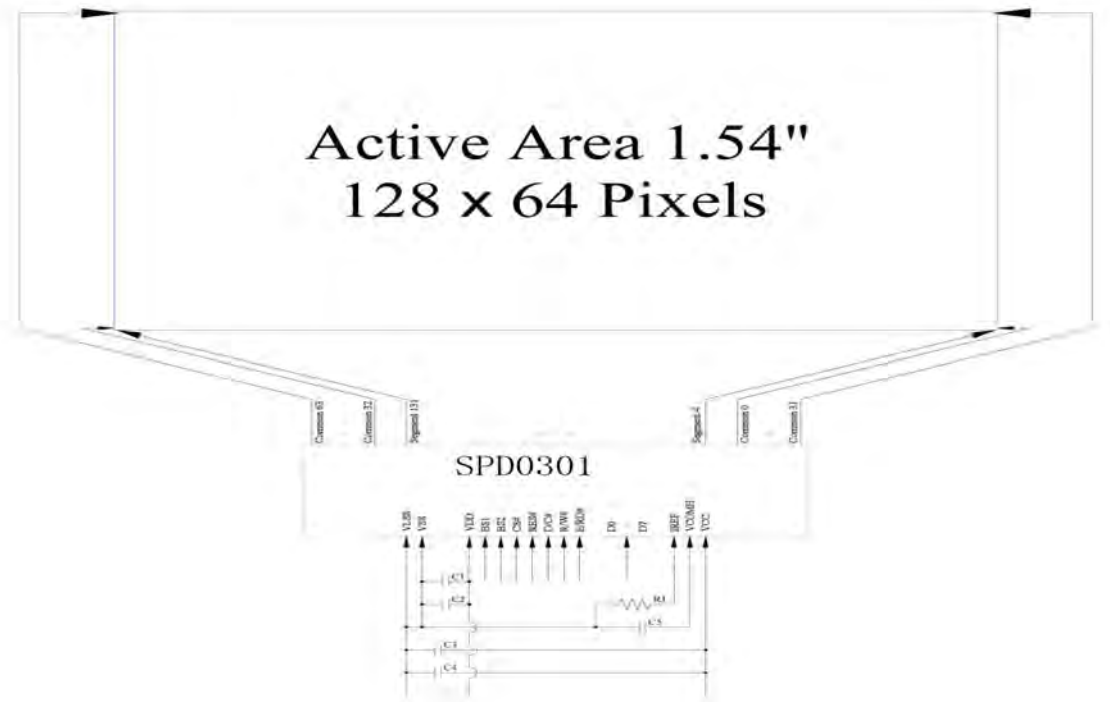 Active Area 1.54"
128 x 64 Pixels
Common 63
Common 32
Segment 131
Segment 4
Common 0
Common 31
SPD0301
VLSS
VSS
VDD
BS1
BS2
CS#
RES#
D/C#
R/W#
E/RD#
D0
~
D7
IREF
VCOMH
VCC
C1
C2
R1
C5
C3
C4